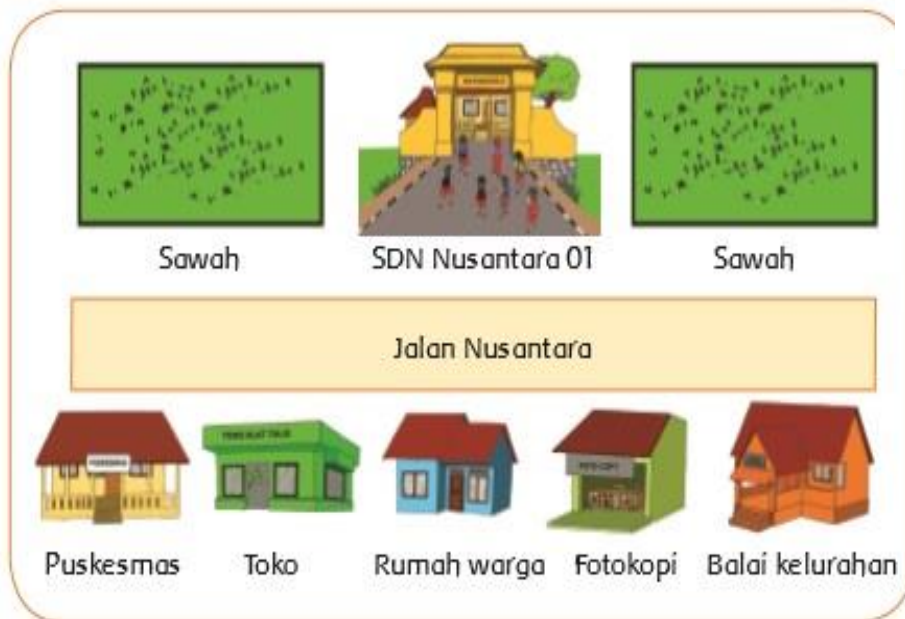 Sawah
SDN Nusantara 01
Sawah
Jalan Nusantara
Puskesmas
Toko
Rumah warga
Fotokopi
Balai kelurahan